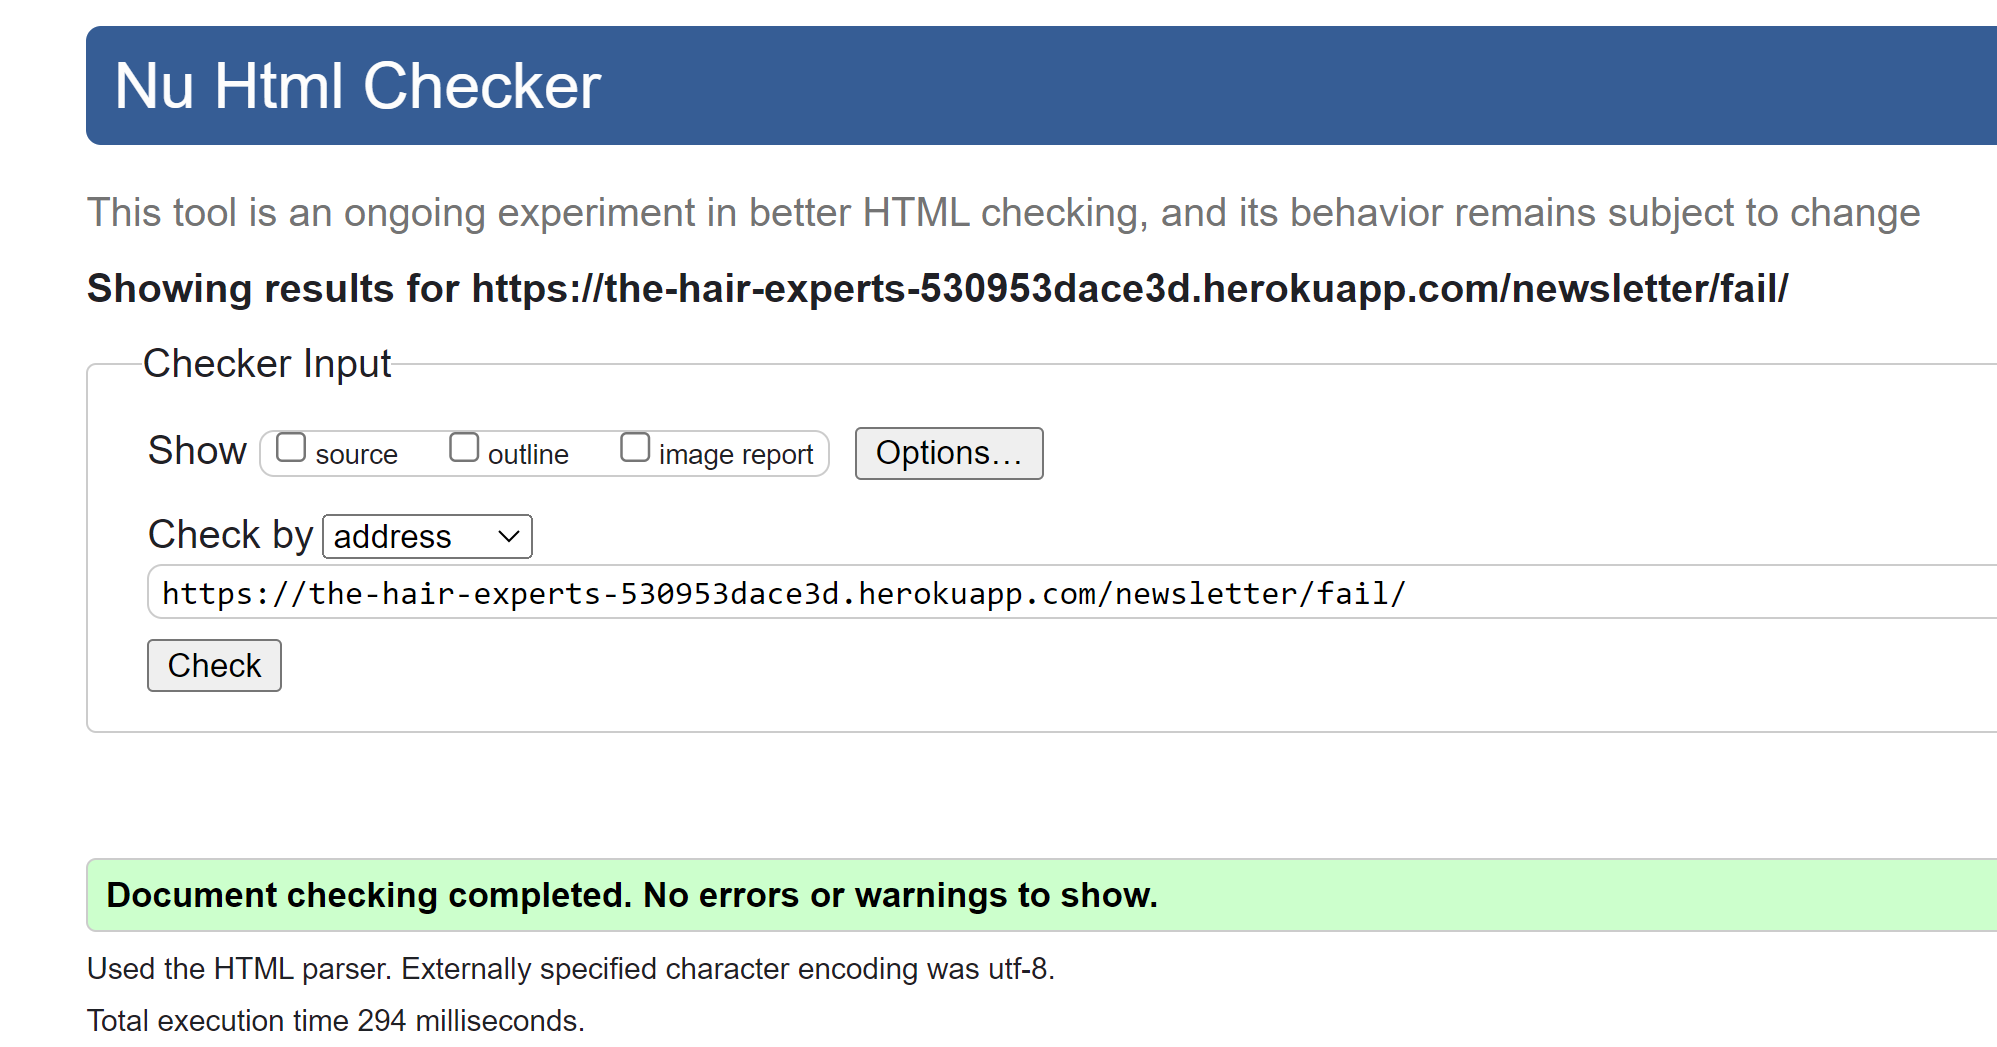 Nu Html Checker
This tool is an ongoing experiment in better HTML checking, and its behavior remains subject to change
Showing results for https://the-hair-experts-530953dace3d.herokuapp.com/newsletter/fail/
Checker Input
Show source outline image report Options…
Check by address
https://the-hair-experts-530953dace3d.herokuapp.com/newsletter/fail/
Check
Document checking completed. No errors or warnings to show.
Used the HTML parser. Externally specified character encoding was utf-8.
Total execution time 294 milliseconds.